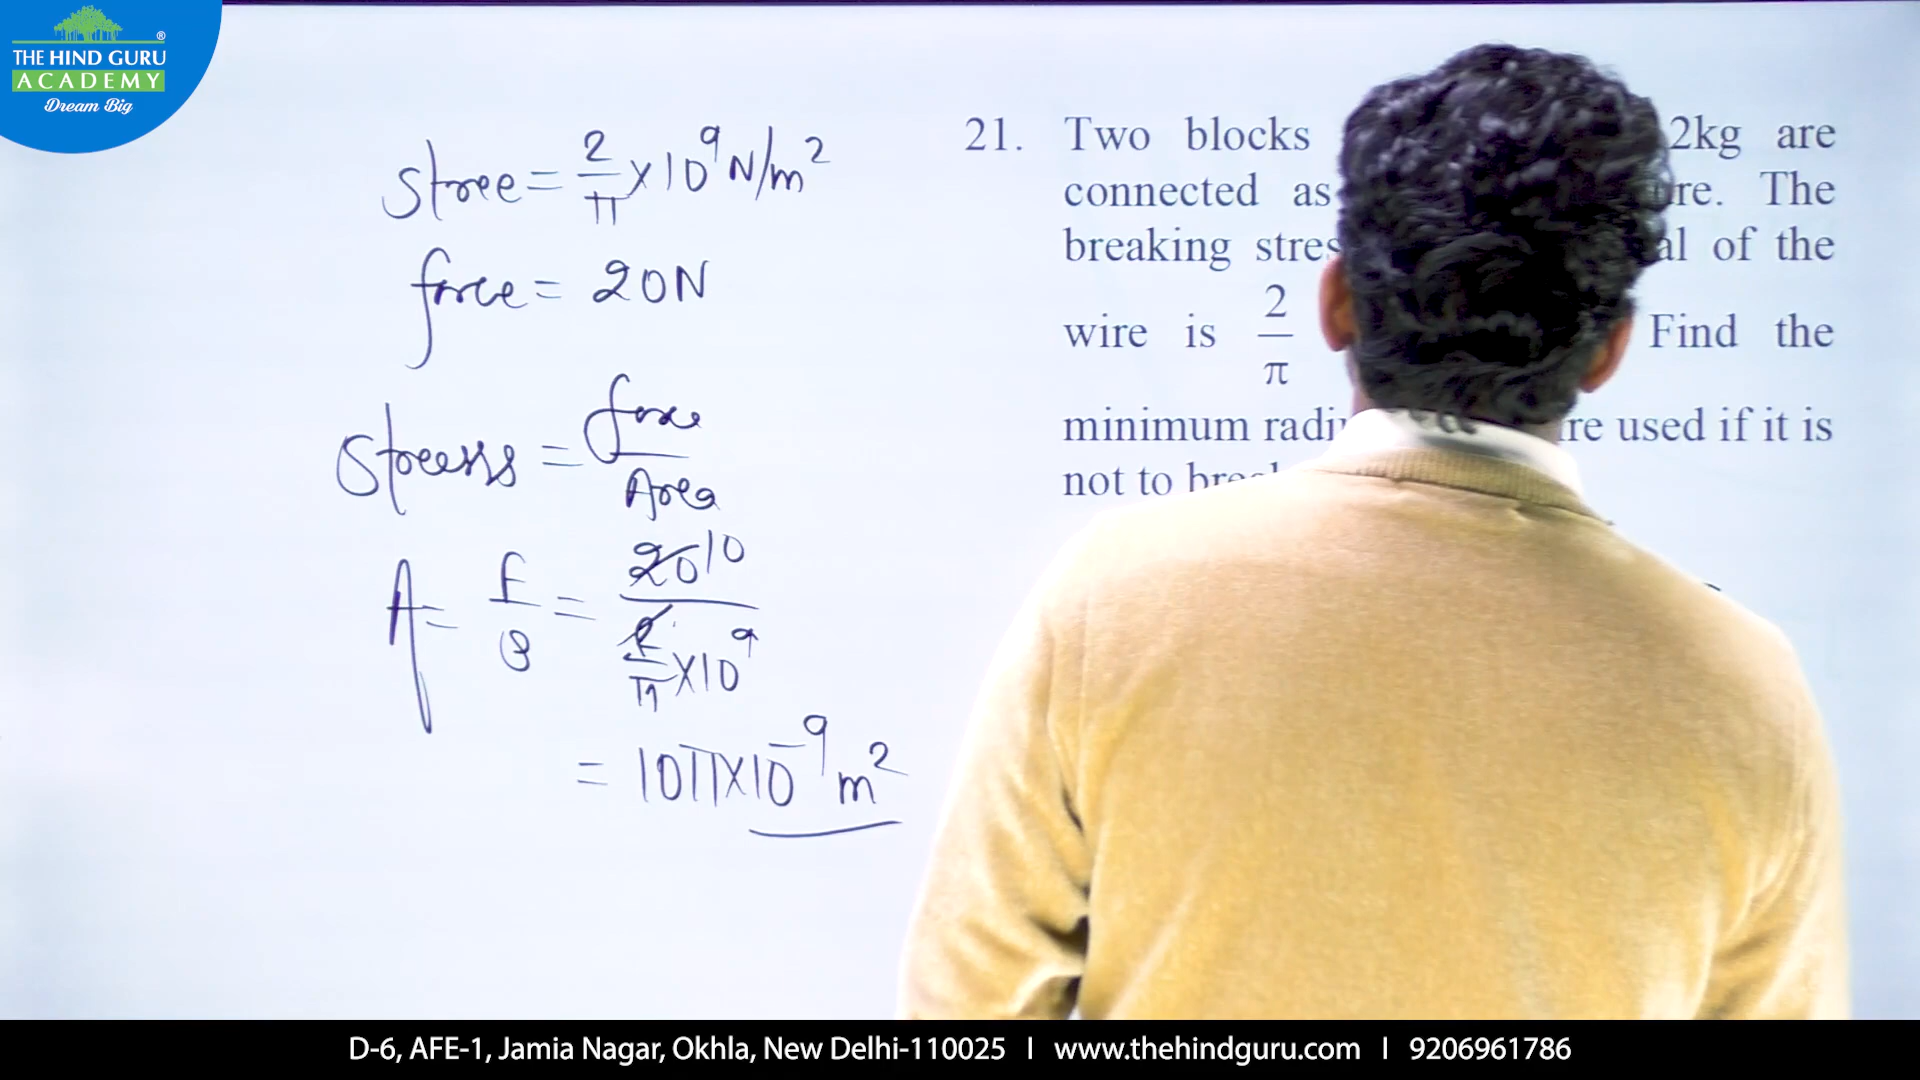 THE HIND GURU
ACADEMY
Dream Big
stree = 2/π × 10⁹ N/m²
force = 20N
Stress = force/Area
A = F/B = 20 10 / 2/π × 10⁹
= 10π × 10⁻⁹ m²
21. Two blocks 2kg are
connected as re. The
breaking stres al of the
wire is 2/π Find the
minimum radi re used if it is
not to break
D-6, AFE-1, Jamia Nagar, Okhla, New Delhi-110025 | www.thehindguru.com | 9206961786